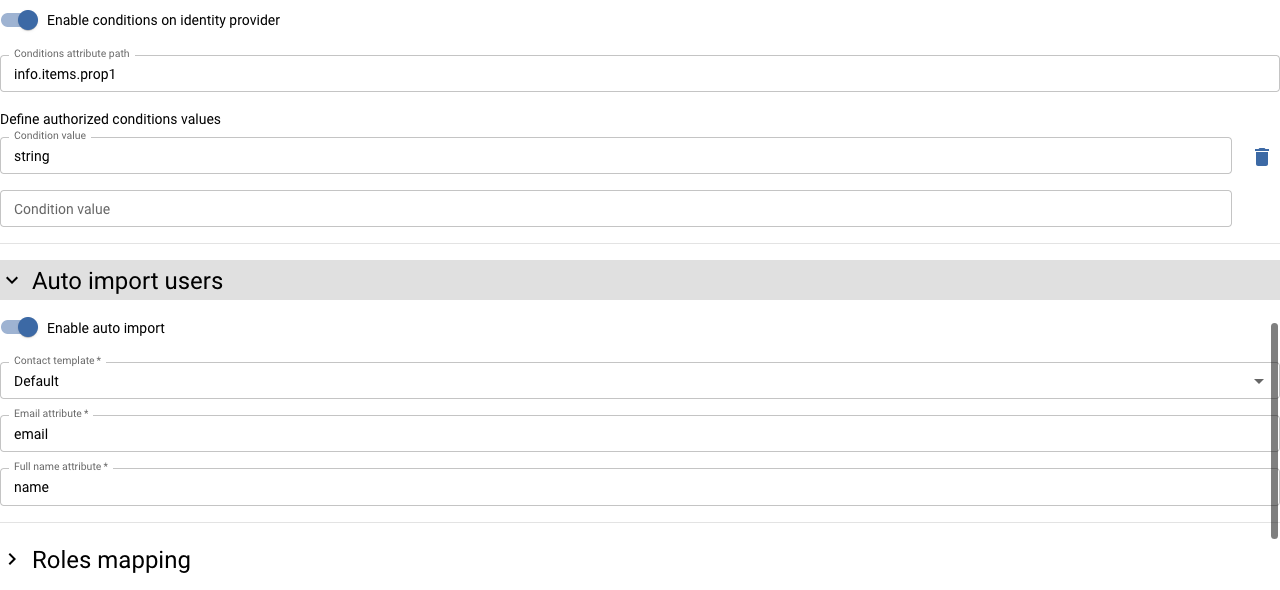 Enable conditions on identity provider
Conditions attribute path
info.items.prop1
Define authorized conditions values
Condition value
string
Condition value
Auto import users
Enable auto import
Contact template *
Default
Email attribute *
email
Full name attribute *
name
Roles mapping